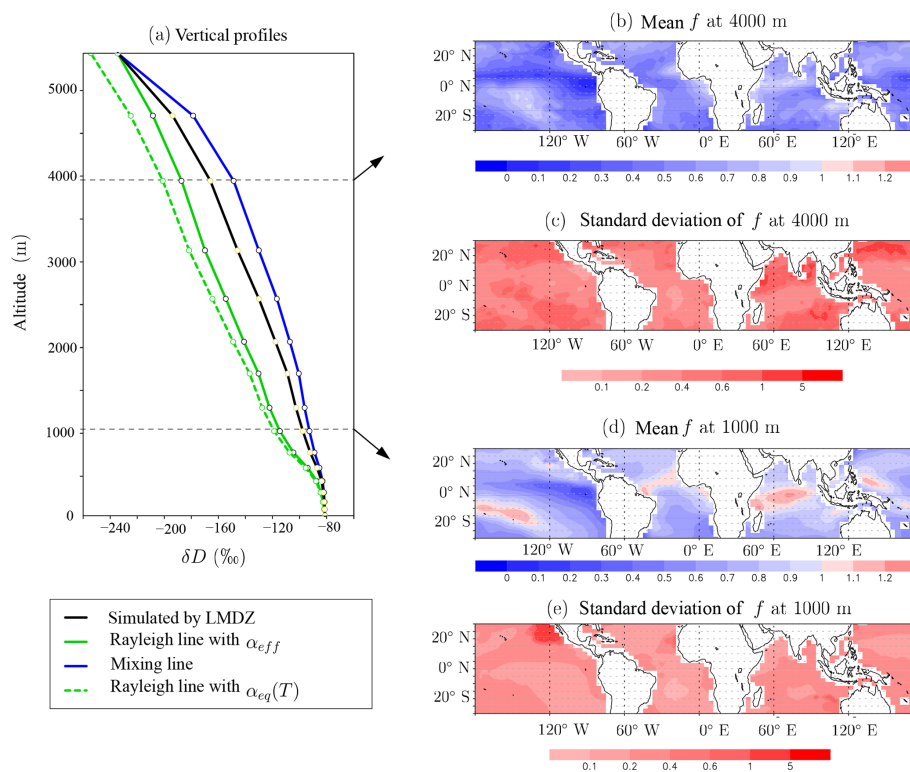 (a) Vertical profiles
5000
4000
3000
2000
1000
0
Altitude (m)
−240
−200
−160
−120
−80
δD (‰)
Simulated by LMDZ
Rayleigh line with α_eff
Mixing line
Rayleigh line with α_eq(T)
(b) Mean f at 4000 m
20° N
0° N
20° S
120° W 60° W 0° E 60° E 120° E
0 0.1 0.2 0.3 0.4 0.5 0.6 0.7 0.8 0.9 1 1.1 1.2
(c) Standard deviation of f at 4000 m
20° N
0° N
20° S
120° W 60° W 0° E 60° E 120° E
0.1 0.2 0.4 0.6 1 5
(d) Mean f at 1000 m
20° N
0° N
20° S
120° W 60° W 0° E 60° E 120° E
0 0.1 0.2 0.3 0.4 0.5 0.6 0.7 0.8 0.9 1 1.1 1.2
(e) Standard deviation of f at 1000 m
20° N
0° N
20° S
120° W 60° W 0° E 60° E 120° E
0.1 0.2 0.4 0.6 1 5